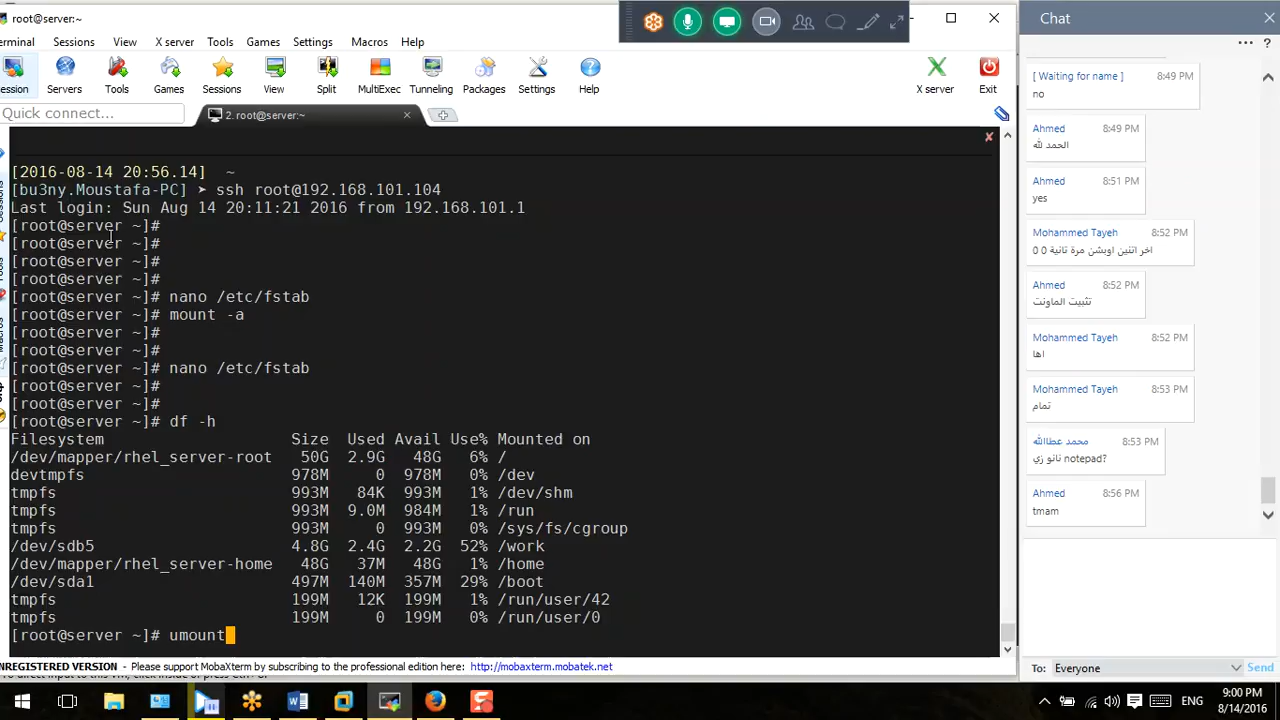 root@server:~
Terminal Sessions View X server Tools Games Settings Macros Help
Session Servers Tools Games Sessions View Split MultiExec Tunneling Packages Settings Help X server Exit
Quick connect...
2. root@server:~
[2016-08-14 20:56.14] ~
[bu3ny.Moustafa-PC] ➤ ssh root@192.168.101.104
Last login: Sun Aug 14 20:11:21 2016 from 192.168.101.1
[root@server ~]#
[root@server ~]#
[root@server ~]#
[root@server ~]#
[root@server ~]# nano /etc/fstab
[root@server ~]# mount -a
[root@server ~]#
[root@server ~]#
[root@server ~]# nano /etc/fstab
[root@server ~]#
[root@server ~]#
[root@server ~]# df -h
Filesystem Size Used Avail Use% Mounted on
/dev/mapper/rhel_server-root 50G 2.9G 48G 6% /
devtmpfs 978M 0 978M 0% /dev
tmpfs 993M 84K 993M 1% /dev/shm
tmpfs 993M 9.0M 984M 1% /run
tmpfs 993M 0 993M 0% /sys/fs/cgroup
/dev/sdb5 4.8G 2.4G 2.2G 52% /work
/dev/mapper/rhel_server-home 48G 37M 48G 1% /home
/dev/sda1 497M 140M 357M 29% /boot
tmpfs 199M 12K 199M 1% /run/user/42
tmpfs 199M 0 199M 0% /run/user/0
[root@server ~]# umount
NREGISTERED VERSION - Please support MobaXterm by subscribing to the professional edition here: http://mobaxterm.mobatek.net
Chat
[ Waiting for name ] 8:49 PM
no
Ahmed 8:49 PM
الحمد لله
Ahmed 8:51 PM
yes
Mohammed Tayeh 8:52 PM
اخر اتنين اوبشن مرة تانية 0 0
Ahmed 8:52 PM
تثبيت الماونت
Mohammed Tayeh 8:52 PM
اها
Mohammed Tayeh 8:53 PM
تمام
محمد عطاالله 8:53 PM
نانو زي notepad?
Ahmed 8:56 PM
tmam
To: Everyone Send
ENG
9:00 PM
8/14/2016